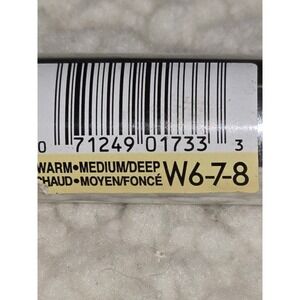 0 71249 01733 3
WARM•MEDIUM/DEEP W6-7-8
CHAUD•MOYEN/FONCÉ